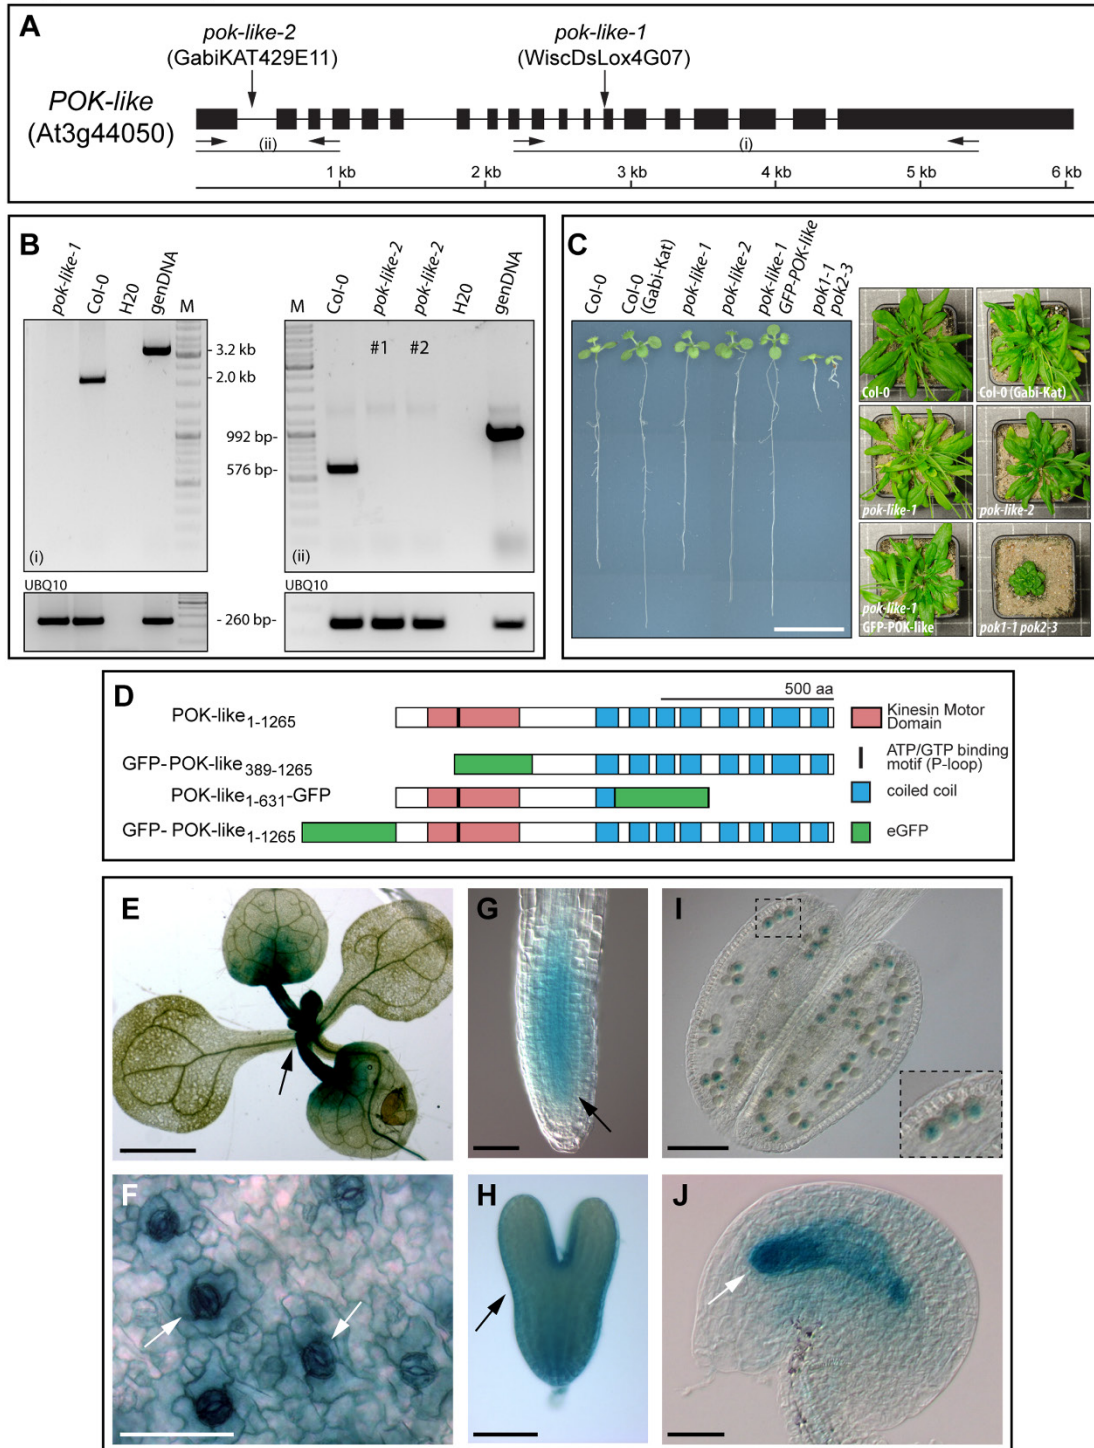 A
pok-like-2
(GabiKAT429E11)
pok-like-1
(WiscDsLox4G07)
POK-like
(At3g44050)
(ii)
(i)
1 kb
2 kb
3 kb
4 kb
5 kb
6 kb
B
pok-like-1
Col-0
H20
genDNA
M
- 3.2 kb
- 2.0 kb
(i)
UBQ10
- 260 bp-
M
Col-0
pok-like-2
pok-like-2
H20
genDNA
#1
#2
992 bp-
576 bp-
(ii)
UBQ10
C
Col-0
Col-0
(Gabi-Kat)
pok-like-1
pok-like-2
pok-like-1
GFP-POK-like
pok1-1
pok2-3
Col-0
Col-0 (Gabi-Kat)
pok-like-1
pok-like-2
pok-like-1
GFP-POK-like
pok1-1 pok2-3
D
500 aa
POK-like1-1265
GFP-POK-like389-1265
POK-like1-631-GFP
GFP- POK-like1-1265
Kinesin Motor
Domain
ATP/GTP binding
motif (P-loop)
coiled coil
eGFP
E
G
I
F
H
J